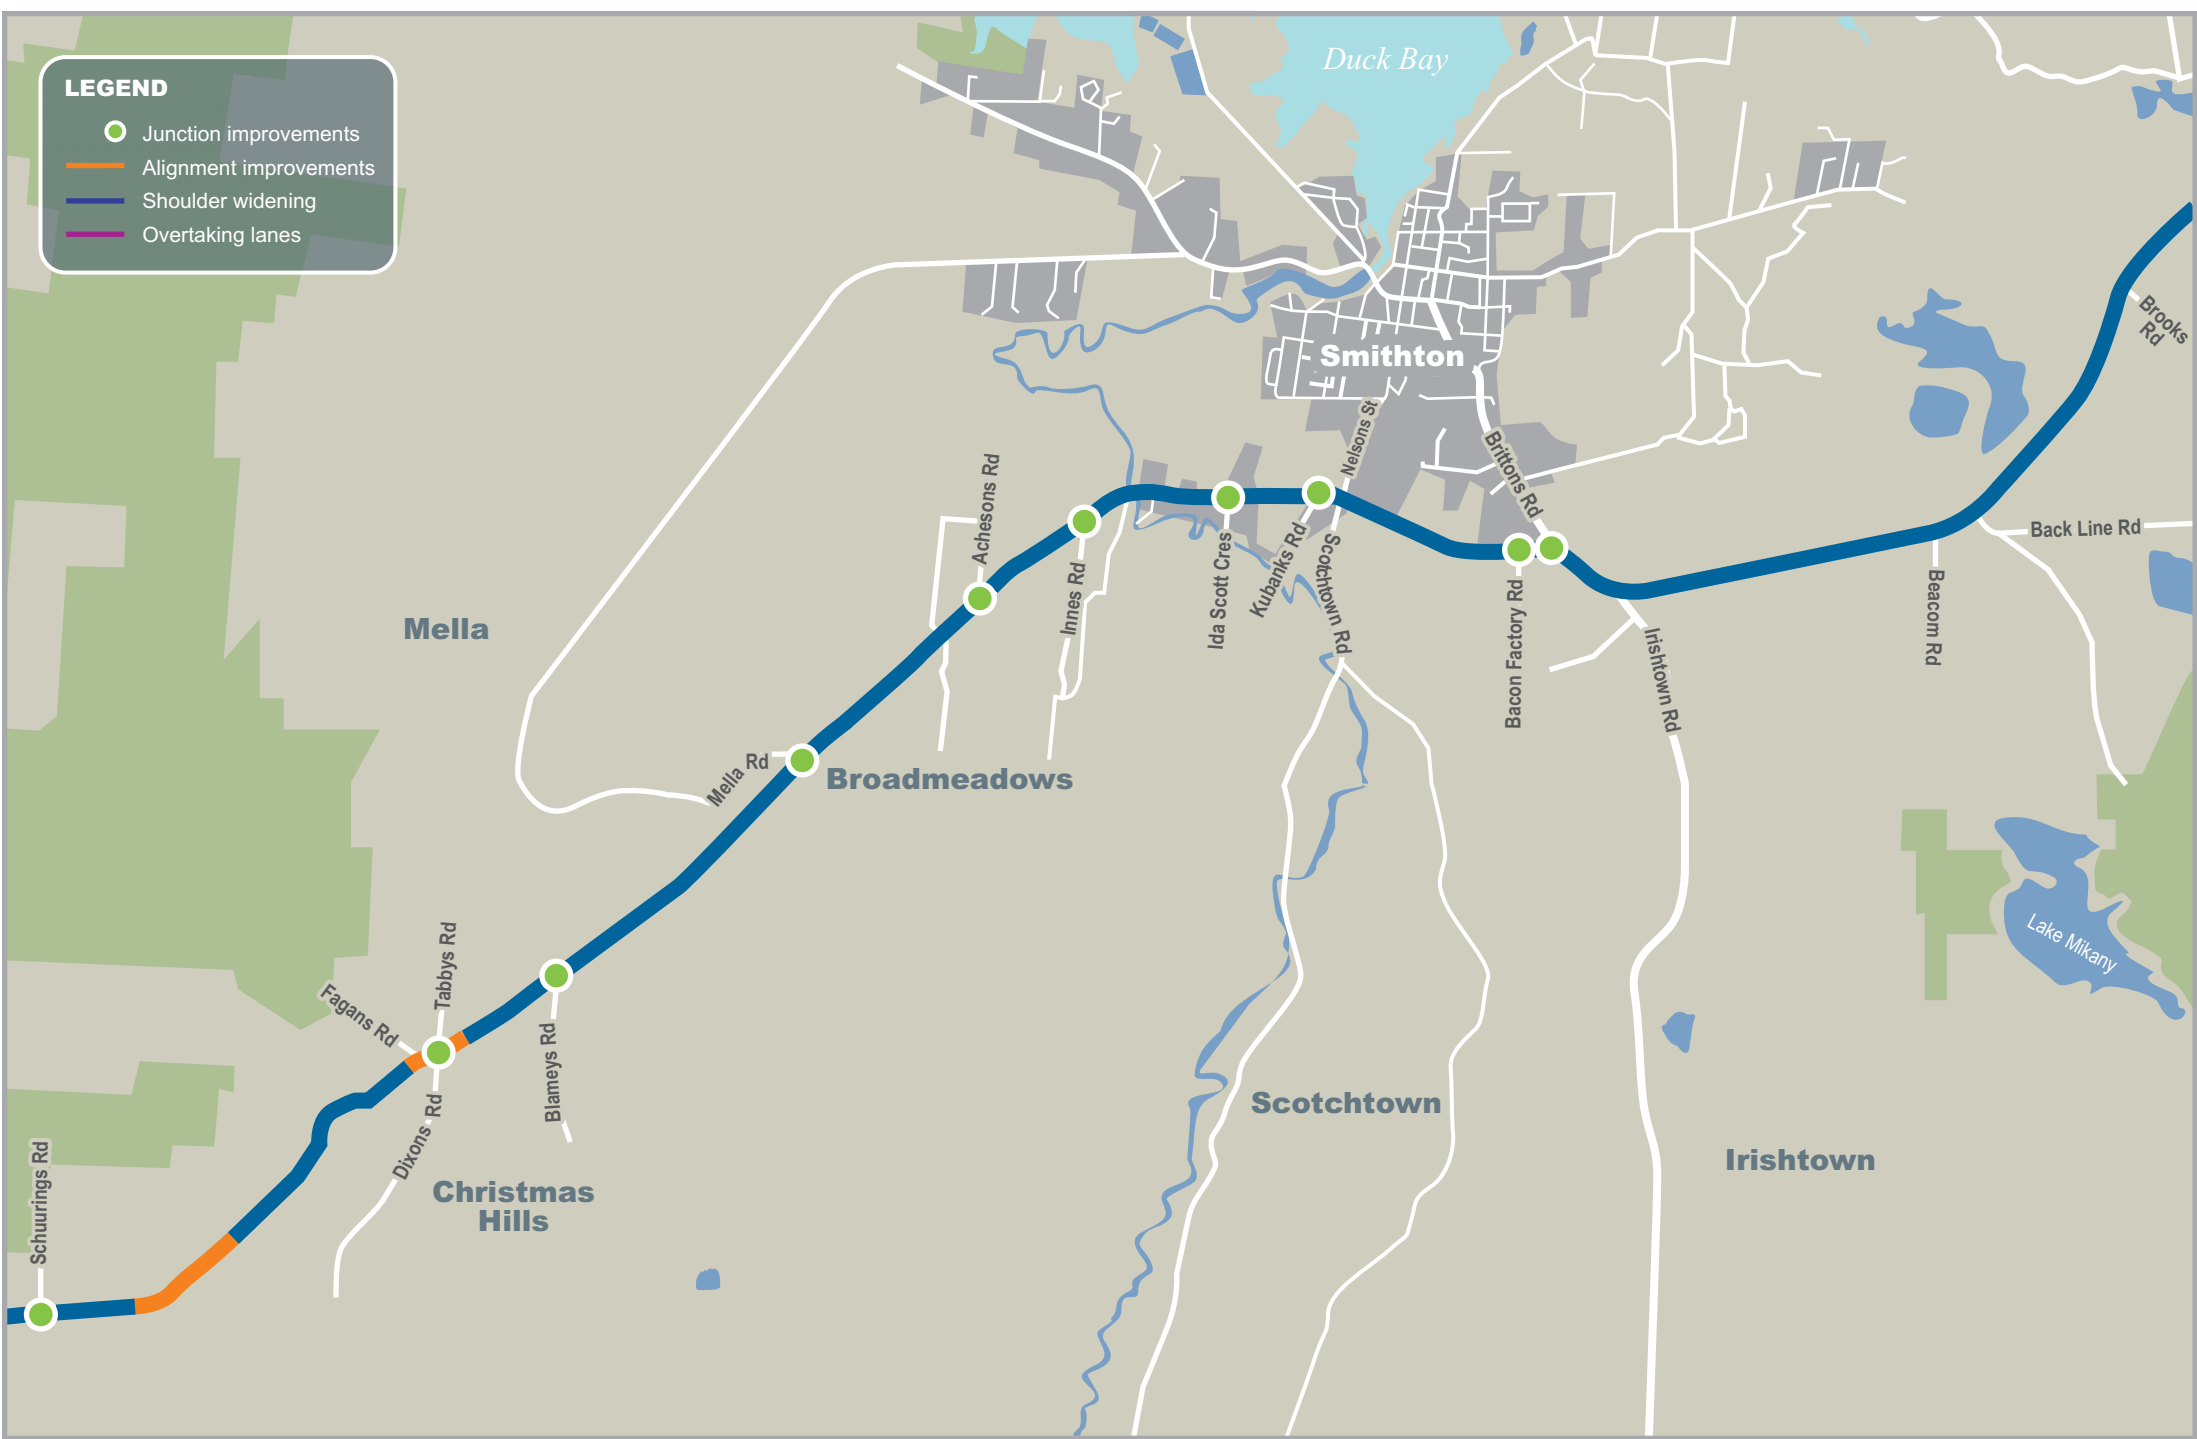 LEGEND
Junction improvements
Alignment improvements
Shoulder widening
Overtaking lanes
Duck Bay
Smithton
Brooks
Rd
Nelsons St
Brittons Rd
Achesons Rd
Innes Rd
Ida Scott Cres
Kubanks Rd
Scotchtown Rd
Bacon Factory Rd
Irishtown Rd
Back Line Rd
Beacom Rd
Mella
Mella Rd
Broadmeadows
Lake Mikany
Tabbys Rd
Fagans Rd
Blameys Rd
Dixons Rd
Scotchtown
Irishtown
Christmas
Hills
Schuurings Rd